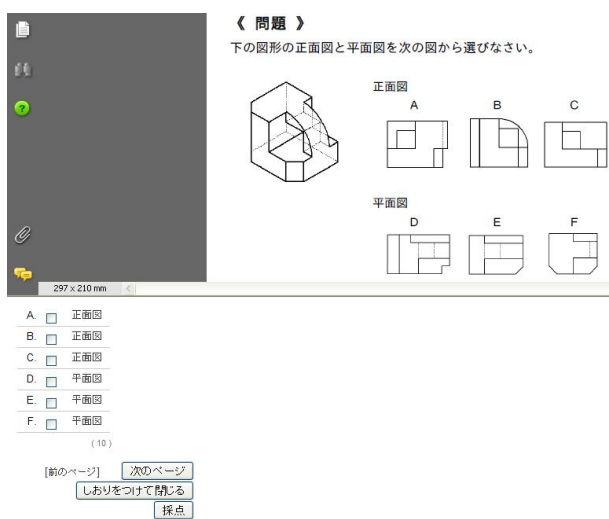 《 問題 》
下の図形の正面図と平面図を次の図から選びなさい。
正面図
A B C
平面図
D E F
297 x 210 mm
A. 正面図
B. 正面図
C. 正面図
D. 平面図
E. 平面図
F. 平面図
(10)
[前のページ] 次のページ
しおりをつけて閉じる
採点